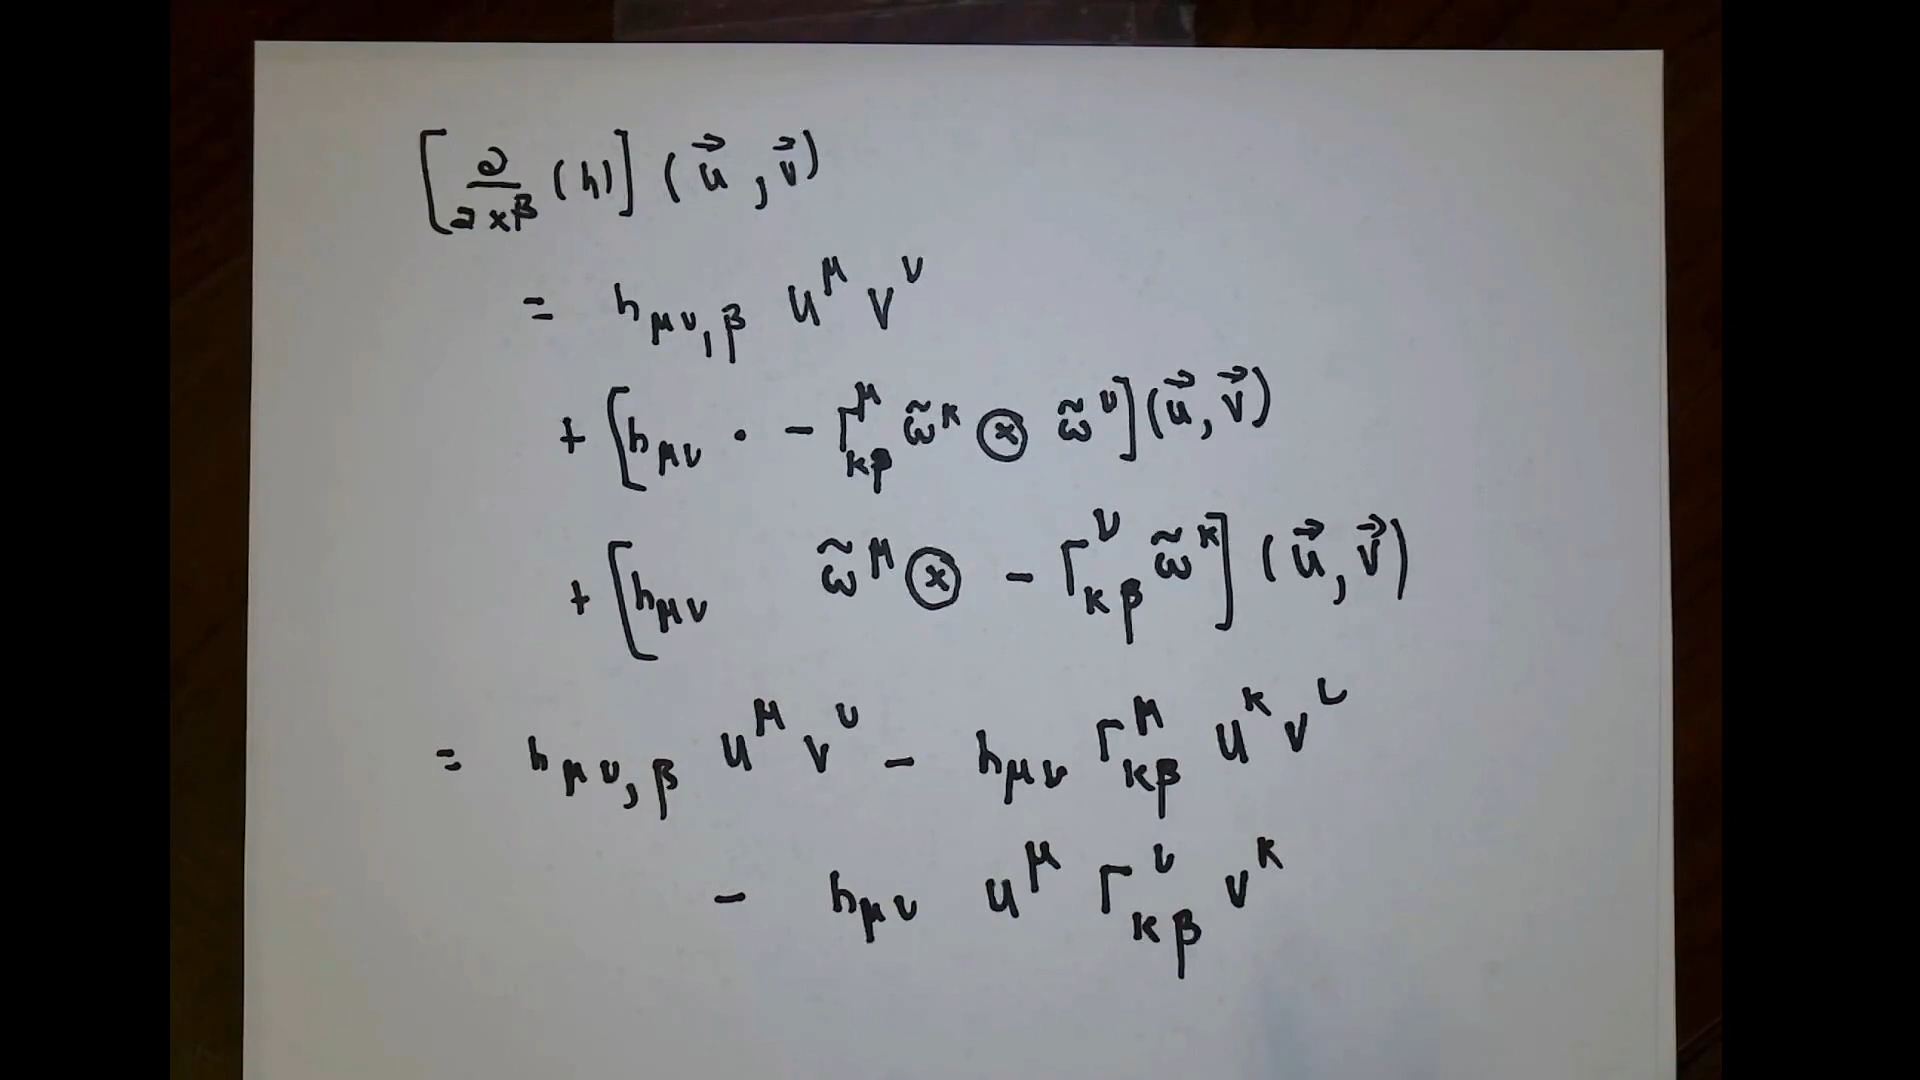 [∂/∂x^β (h)] (u⃗, v⃗)
= h_{μν,β} u^μ v^ν
+ [h_{μν} · − Γ^μ_{κβ} ω̃^κ ⊗ ω̃^ν] (u⃗, v⃗)
+ [h_{μν} ω̃^μ ⊗ − Γ^ν_{κβ} ω̃^κ] (u⃗, v⃗)
= h_{μν,β} u^μ v^ν − h_{μν} Γ^μ_{κβ} u^κ v^ν
− h_{μν} u^μ Γ^ν_{κβ} v^κ